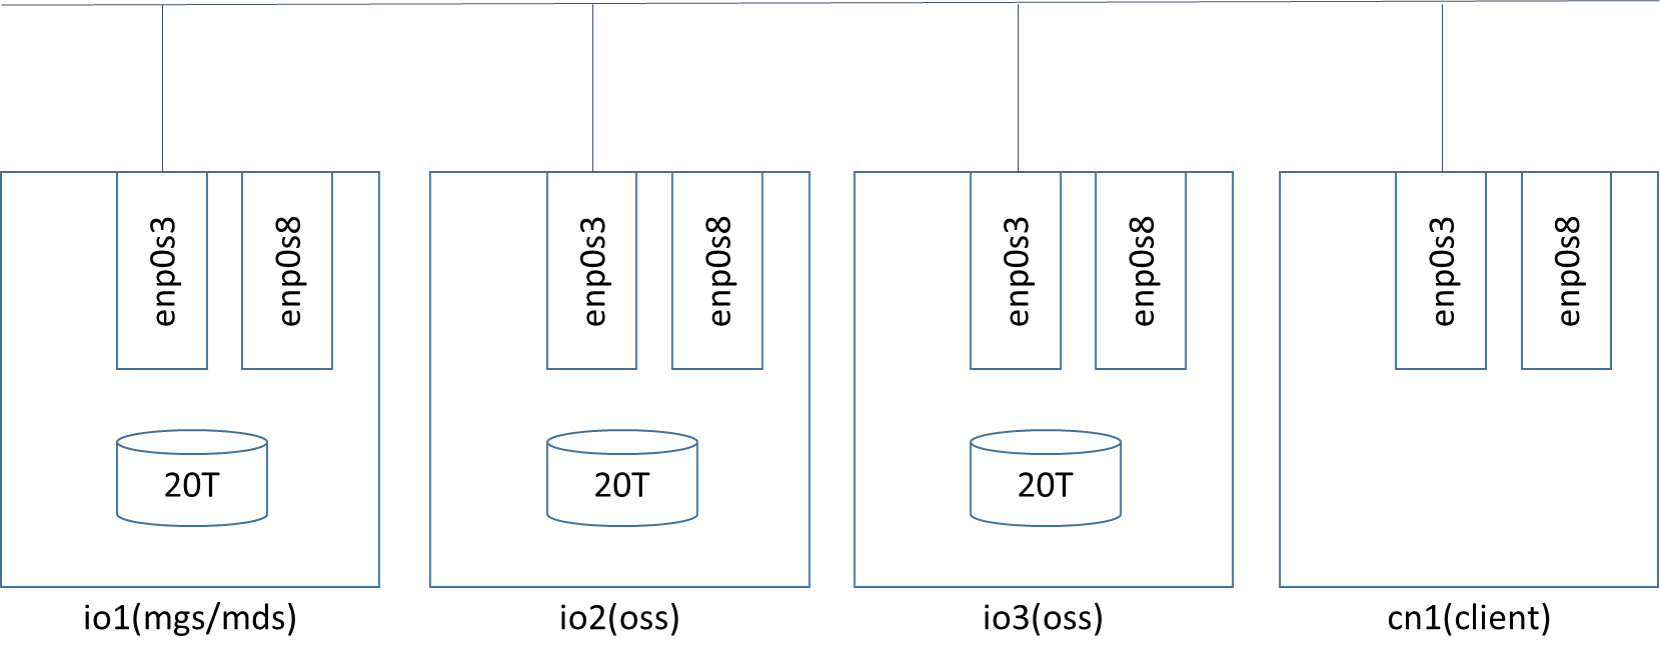 enp0s3
enp0s8
enp0s3
enp0s8
enp0s3
enp0s8
enp0s3
enp0s8
20T
20T
20T
io1(mgs/mds)
io2(oss)
io3(oss)
cn1(client)